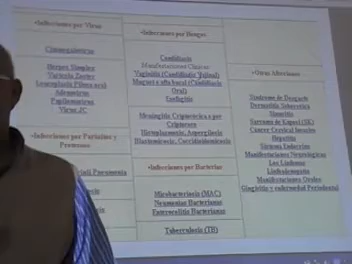 •Infecciones por Virus
Citomegalovirus
Herpes Simplex
Varicela Zoster
Leucoplasia Pilosa oral
Adenovirus
Papilomavirus
Virus JC
•Infecciones por Parásitos y
Protozoos
Pneumonia
•Infecciones por Hongos
Candidiasis
Manifestaciones Clínicas
Vaginitis (Candidiasis Vulvar)
Muguet o afta bucal (Candidiasis
Oral)
Esofagitis
Meningitis Criptocócica o por
Criptococo
Histoplasmosis, Aspergilosis
Blastomicosis, Coccidioidomicosis
•Infecciones por Bacterias
Micobacteriosis (MAC)
Neumonias Bacterianas
Enterocolitis Bacterianas
Tuberculosis (TB)
•Otras Afecciones
Síndrome de Desgaste
Dermatitis Seborreica
Sinusitis
Sarcoma de Kaposi (SK)
Cáncer Cervical Invasivo
Hepatitis
Sistema Endocrino
Manifestaciones Neurológicas
Los Linfomas
Manifestaciones Orales
Gingivitis y enfermedad Periodontal